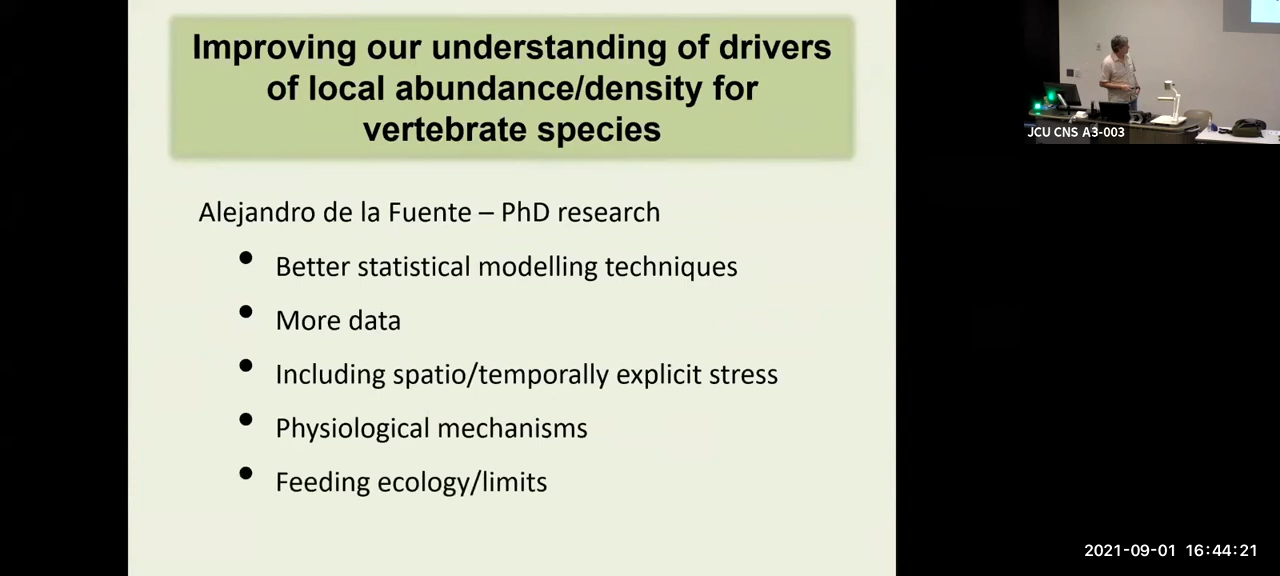 Improving our understanding of drivers
of local abundance/density for
vertebrate species
Alejandro de la Fuente – PhD research
• Better statistical modelling techniques
• More data
• Including spatio/temporally explicit stress
• Physiological mechanisms
• Feeding ecology/limits
JCU CNS A3-003
2021-09-01 16:44:21